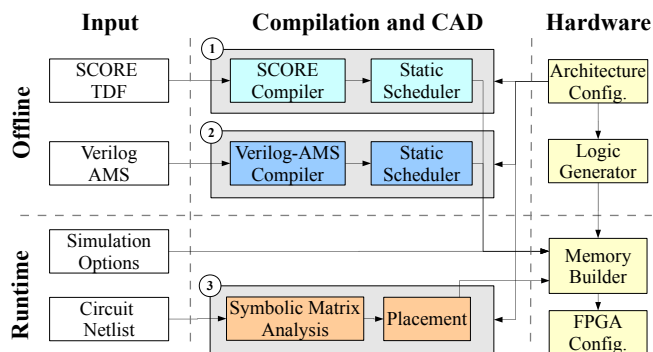 Input
Compilation and CAD
Hardware
Offline
Runtime
1
SCORE
TDF
SCORE
Compiler
Static
Scheduler
Architecture
Config.
2
Verilog
AMS
Verilog-AMS
Compiler
Static
Scheduler
Logic
Generator
Simulation
Options
Memory
Builder
3
Circuit
Netlist
Symbolic Matrix
Analysis
Placement
FPGA
Config.